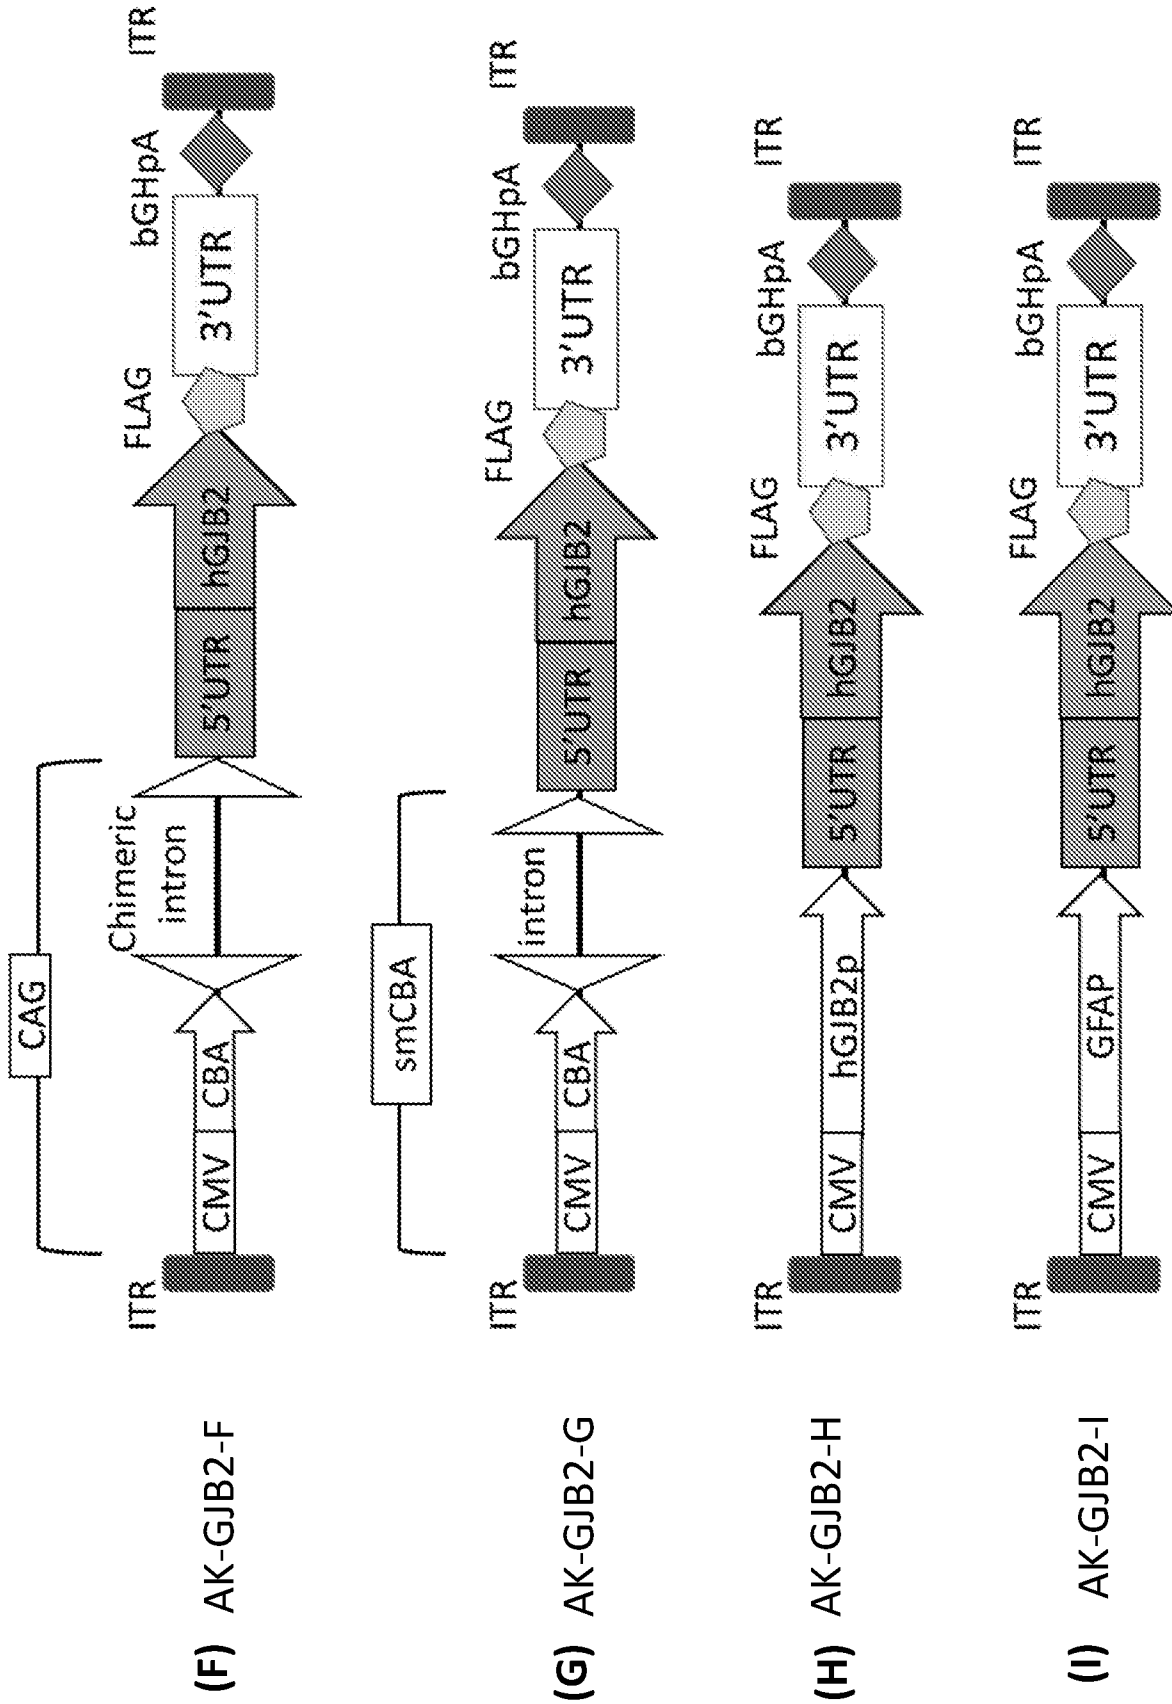 CAG
(F) AK-GJB2-F
ITR
CMV
CBA
Chimeric
intron
5'UTR
hGJB2
FLAG
3'UTR
bGHpA
ITR
smCBA
(G) AK-GJB2-G
ITR
CMV
CBA
intron
5'UTR
hGJB2
FLAG
3'UTR
bGHpA
ITR
(H) AK-GJB2-H
ITR
CMV
hGJB2p
5'UTR
hGJB2
FLAG
3'UTR
bGHpA
ITR
(I) AK-GJB2-I
ITR
CMV
GFAP
5'UTR
hGJB2
FLAG
3'UTR
bGHpA
ITR